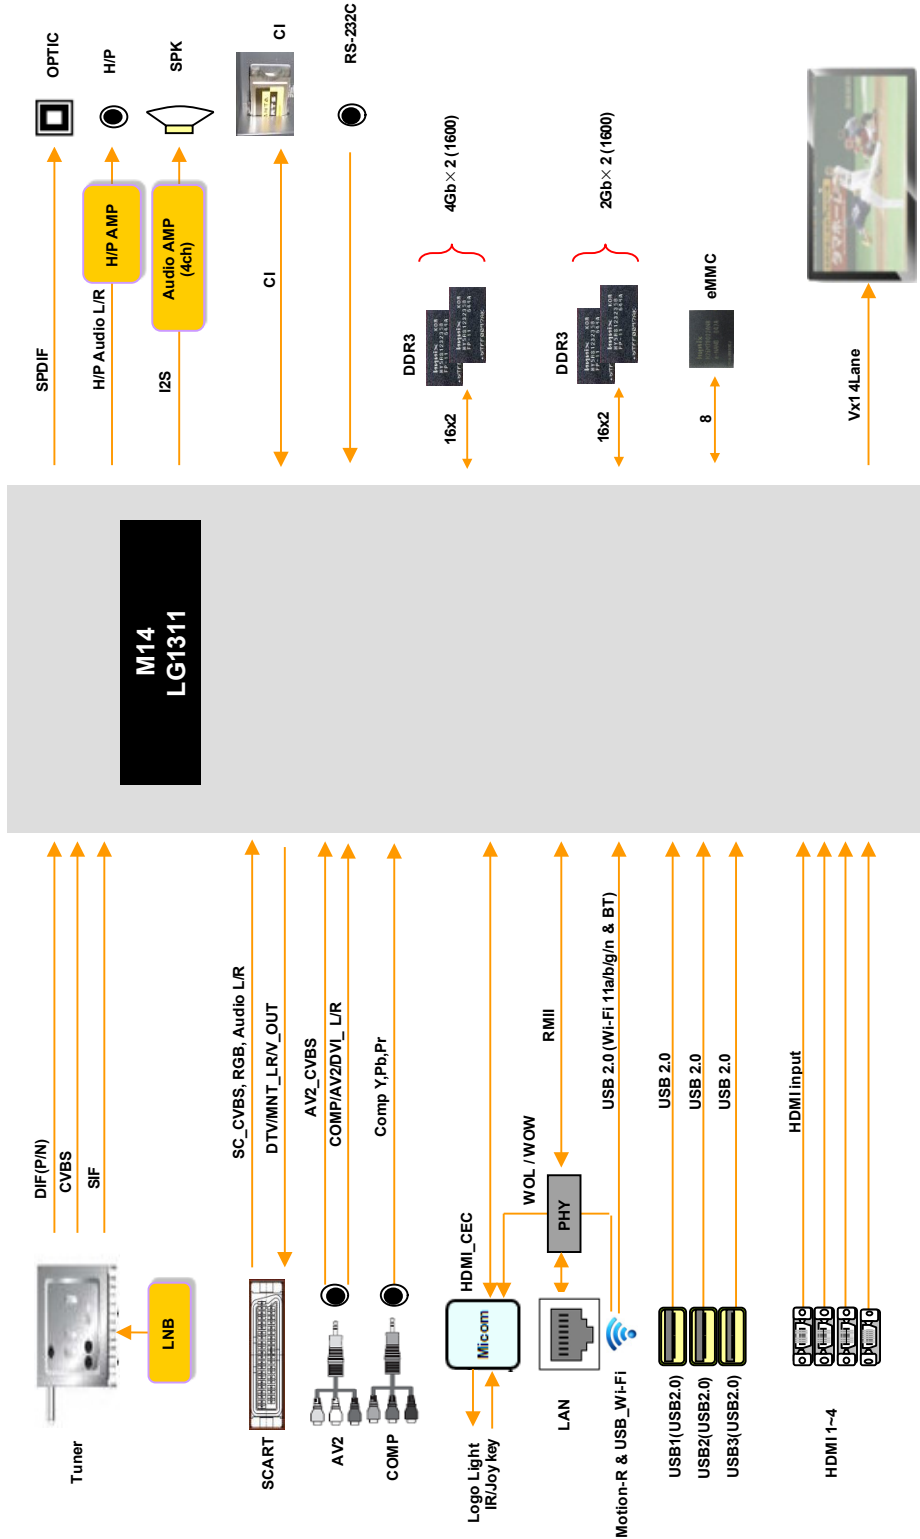 Tuner
LNB
DIF(P/N)
CVBS
SIF
SCART
SC_CVBS, RGB, Audio L/R
DTV/MNT_LR/V_OUT
AV2
AV2_CVBS
COMP/AV2/DVI_ L/R
COMP
Comp Y,Pb,Pr
Logo Light
IR/Joy key
Micom
HDMI_CEC
WOL / WOW
LAN
PHY
RMII
Motion-R & USB_Wi-Fi
USB 2.0 (Wi-Fi 11a/b/g/n & BT)
USB1(USB2.0)
USB 2.0
USB2(USB2.0)
USB 2.0
USB3(USB2.0)
USB 2.0
HDMI 1~4
HDMI input
M14
LG1311
SPDIF
OPTIC
H/P Audio L/R
H/P AMP
H/P
I2S
Audio AMP
(4ch)
SPK
CI
CI
RS-232C
16x2
DDR3
4Gb× 2 (1600)
16x2
DDR3
2Gb× 2 (1600)
8
eMMC
Vx1 4Lane